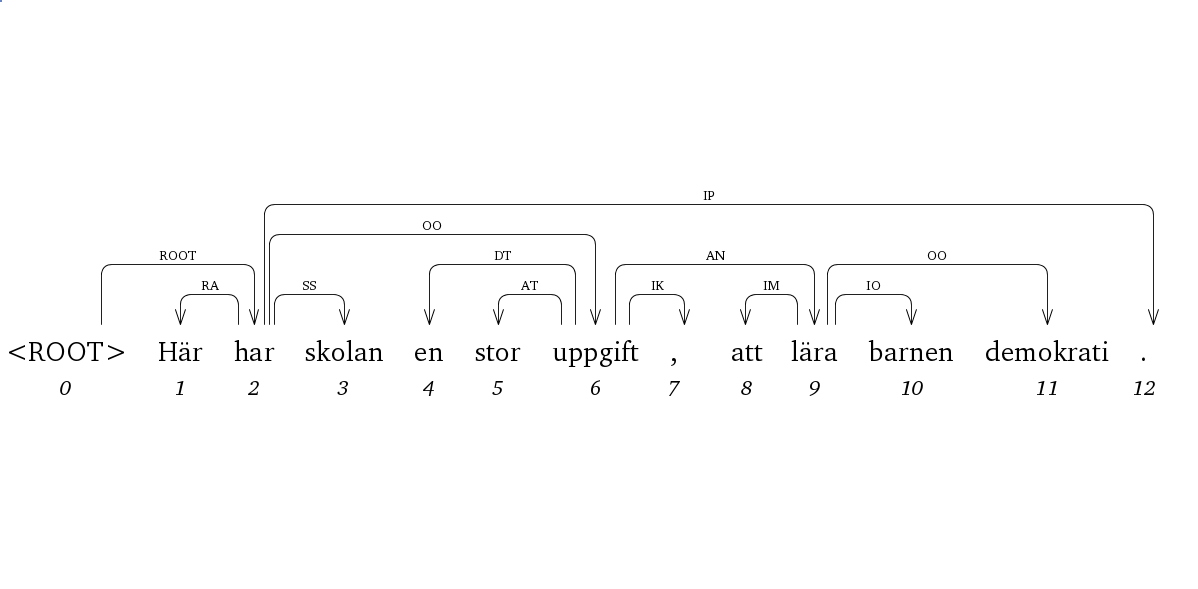 IP
OO
ROOT DT AN OO
RA SS AT IK IM IO
<ROOT> Här har skolan en stor uppgift , att lära barnen demokrati .
0 1 2 3 4 5 6 7 8 9 10 11 12